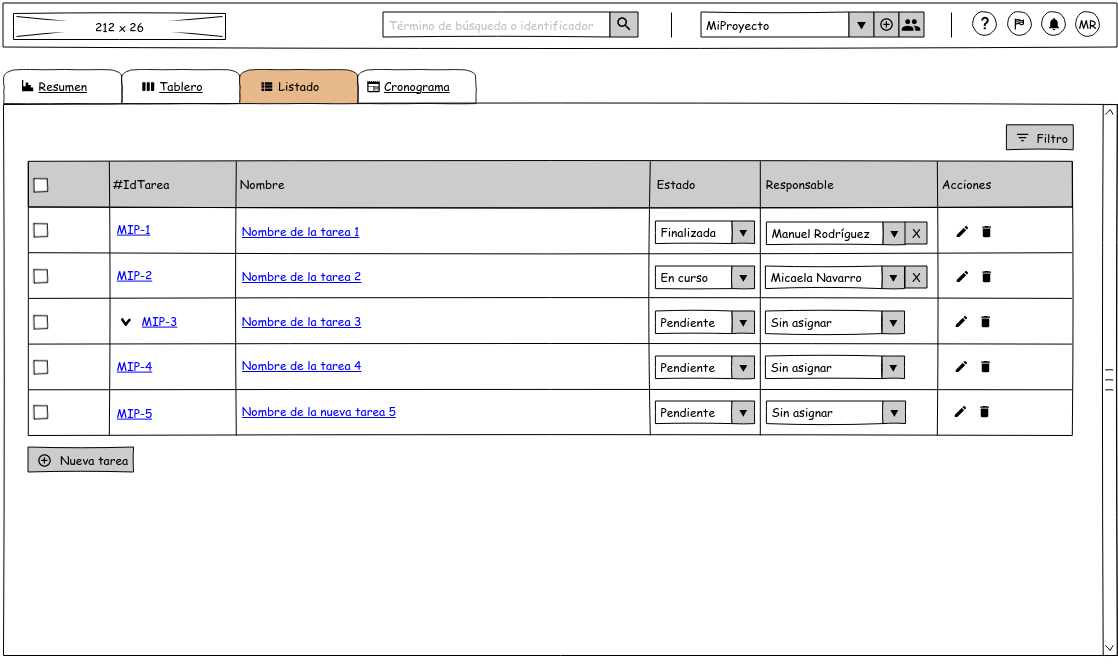 212 x 26 Término de búsqueda o identificador MiProyecto ? MR
Resumen Tablero Listado Cronograma
Filtro
#IdTarea Nombre Estado Responsable Acciones
MIP-1 Nombre de la tarea 1 Finalizada Manuel Rodríguez X
MIP-2 Nombre de la tarea 2 En curso Micaela Navarro X
MIP-3 Nombre de la tarea 3 Pendiente Sin asignar
MIP-4 Nombre de la tarea 4 Pendiente Sin asignar
MIP-5 Nombre de la nueva tarea 5 Pendiente Sin asignar
Nueva tarea